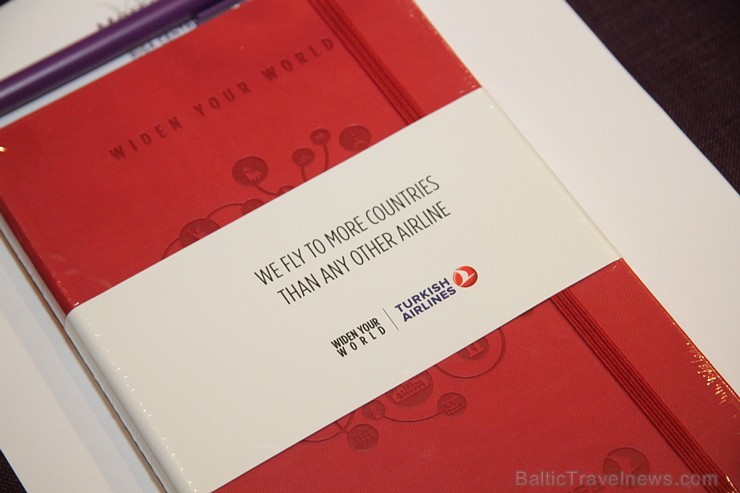 WIDEN YOUR WORLD
WE FLY TO MORE COUNTRIES
THAN ANY OTHER AIRLINE
WIDEN YOUR
WORLD
TURKISH
AIRLINES
BalticTravelnews.com